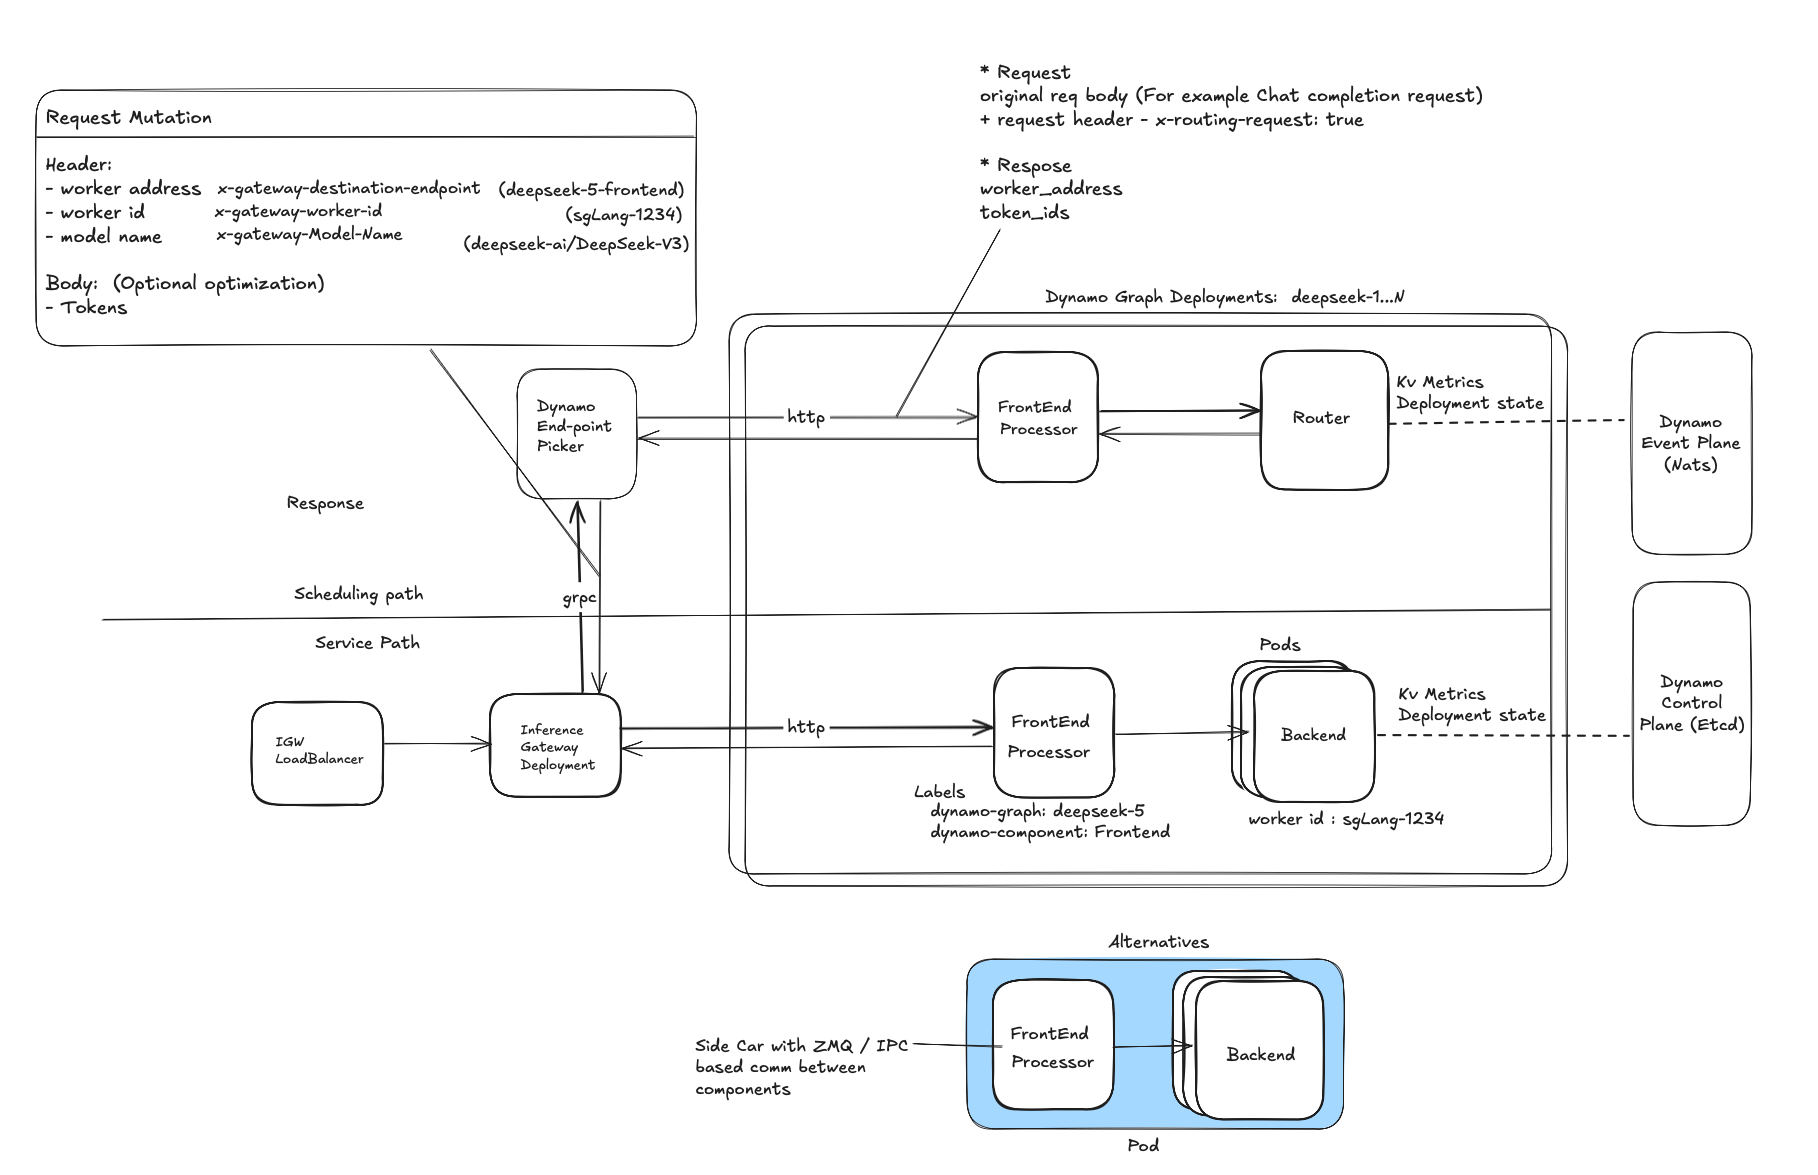 * Request
original req body (For example Chat completion request)
+ request header - x-routing-request: true
* Respose
worker_address
token_ids
Request Mutation
Header:
- worker address x-gateway-destination-endpoint (deepseek-5-frontend)
- worker id x-gateway-worker-id (sgLang-1234)
- model name x-gateway-Model-Name (deepseek-ai/DeepSeek-V3)
Body: (Optional optimization)
- Tokens
Dynamo Graph Deployments: deepseek-1...N
Dynamo
End-point
Picker
http
FrontEnd
Processor
Router
Kv Metrics
Deployment state
Dynamo
Event Plane
(Nats)
Response
Scheduling path
grpc
Service Path
IGW
LoadBalancer
Inference
Gateway
Deployment
http
FrontEnd
Processor
Labels
dynamo-graph: deepseek-5
dynamo-component: Frontend
Pods
Backend
worker id : sgLang-1234
Kv Metrics
Deployment state
Dynamo
Control
Plane (Etcd)
Alternatives
Side Car with ZMQ / IPC
based comm between
components
FrontEnd
Processor
Backend
Pod